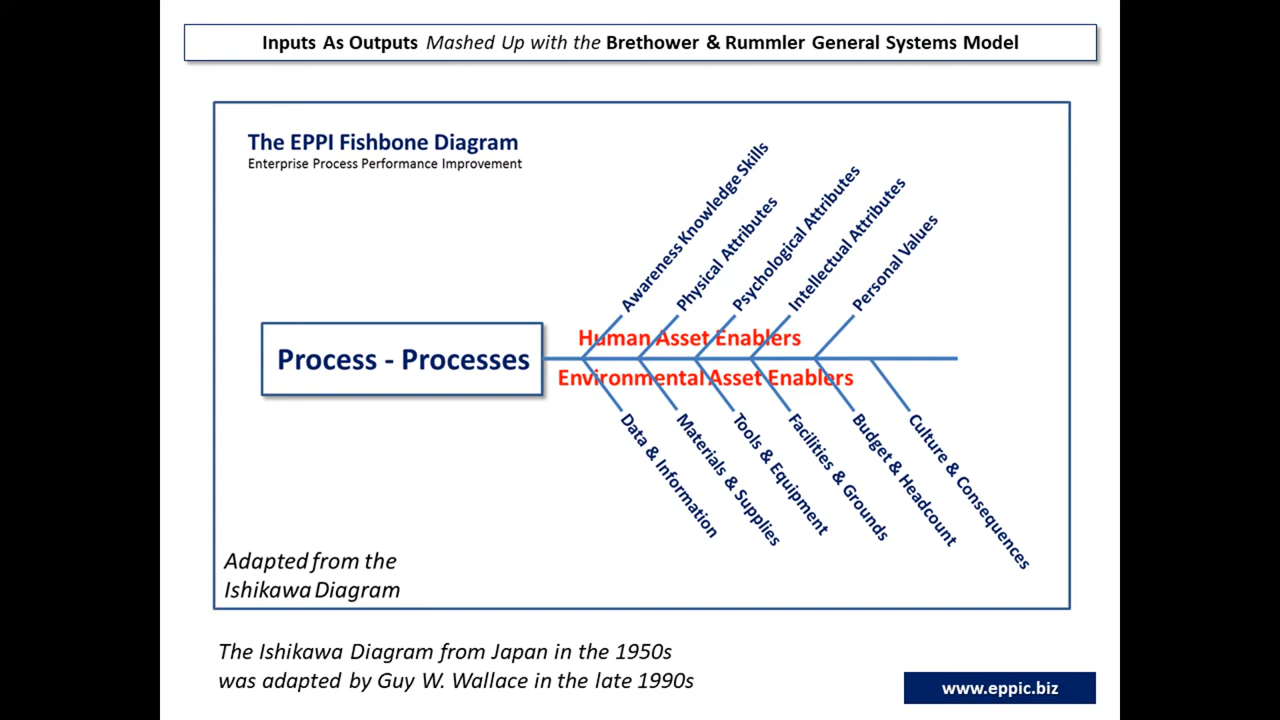 Inputs As Outputs Mashed Up with the Brethower & Rummler General Systems Model
The EPPI Fishbone Diagram
Enterprise Process Performance Improvement
Awareness Knowledge Skills
Physical Attributes
Psychological Attributes
Intellectual Attributes
Personal Values
Human Asset Enablers
Process - Processes
Environmental Asset Enablers
Data & Information
Materials & Supplies
Tools & Equipment
Facilities & Grounds
Budget & Headcount
Culture & Consequences
Adapted from the
Ishikawa Diagram
The Ishikawa Diagram from Japan in the 1950s
was adapted by Guy W. Wallace in the late 1990s
www.eppic.biz